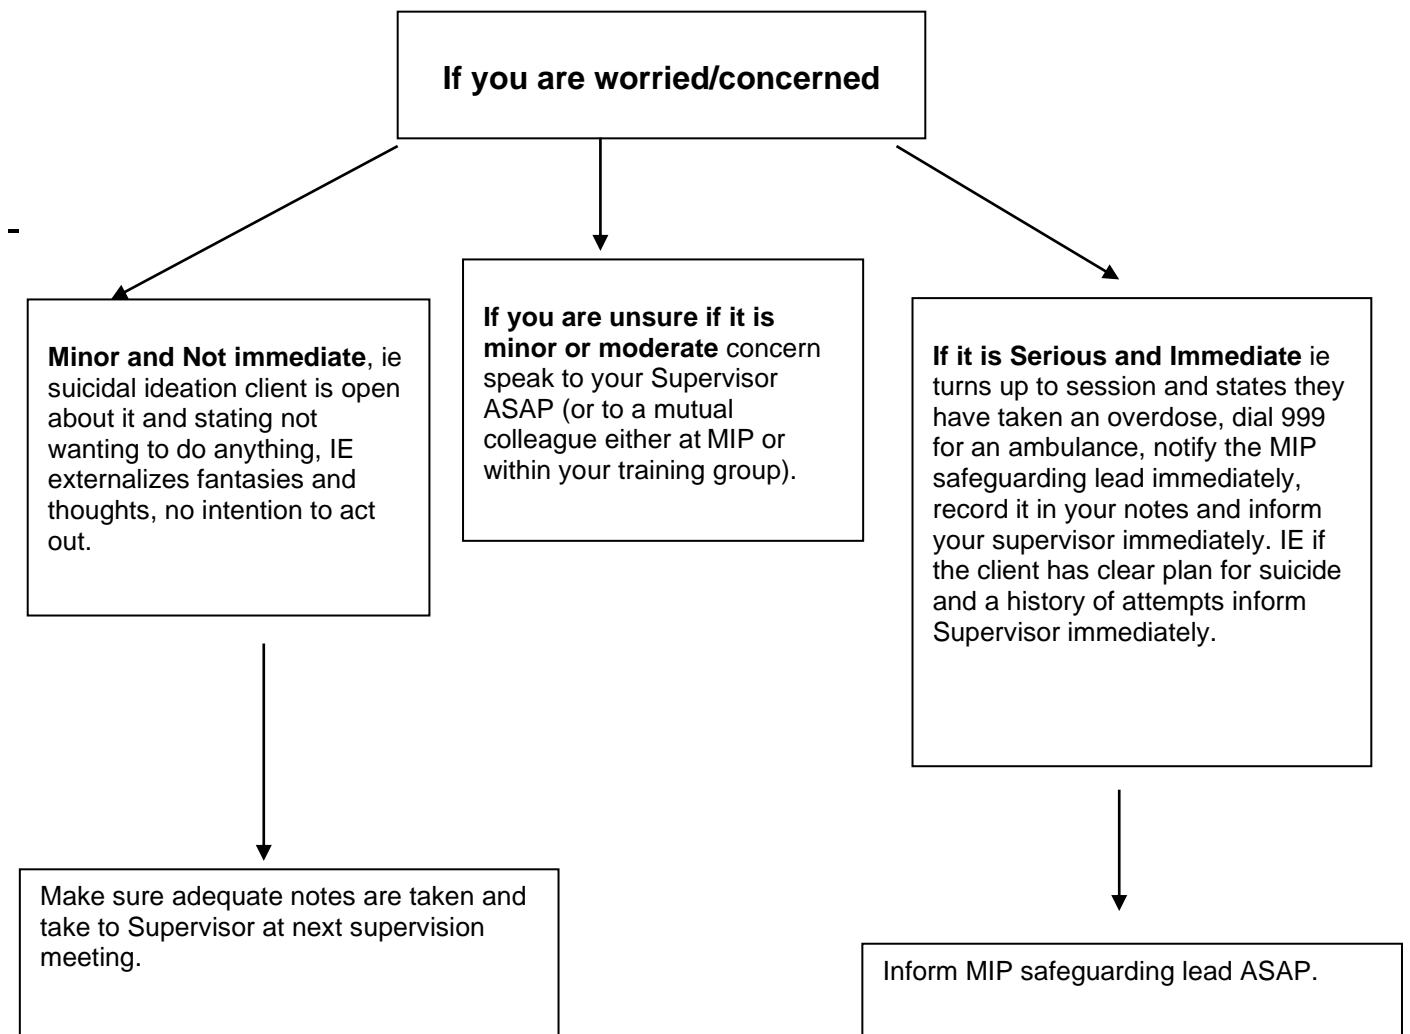 If you are worried/concerned
Minor and Not immediate, ie
suicidal ideation client is open
about it and stating not
wanting to do anything, IE
externalizes fantasies and
thoughts, no intention to act
out.
If you are unsure if it is
minor or moderate concern
speak to your Supervisor
ASAP (or to a mutual
colleague either at MIP or
within your training group).
If it is Serious and Immediate ie
turns up to session and states they
have taken an overdose, dial 999
for an ambulance, notify the MIP
safeguarding lead immediately,
record it in your notes and inform
your supervisor immediately. IE if
the client has clear plan for suicide
and a history of attempts inform
Supervisor immediately.
Make sure adequate notes are taken and
take to Supervisor at next supervision
meeting.
Inform MIP safeguarding lead ASAP.